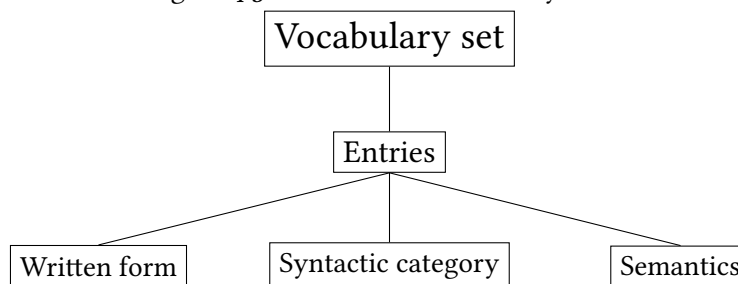 Vocabulary set
Entries
Written form
Syntactic category
Semantics